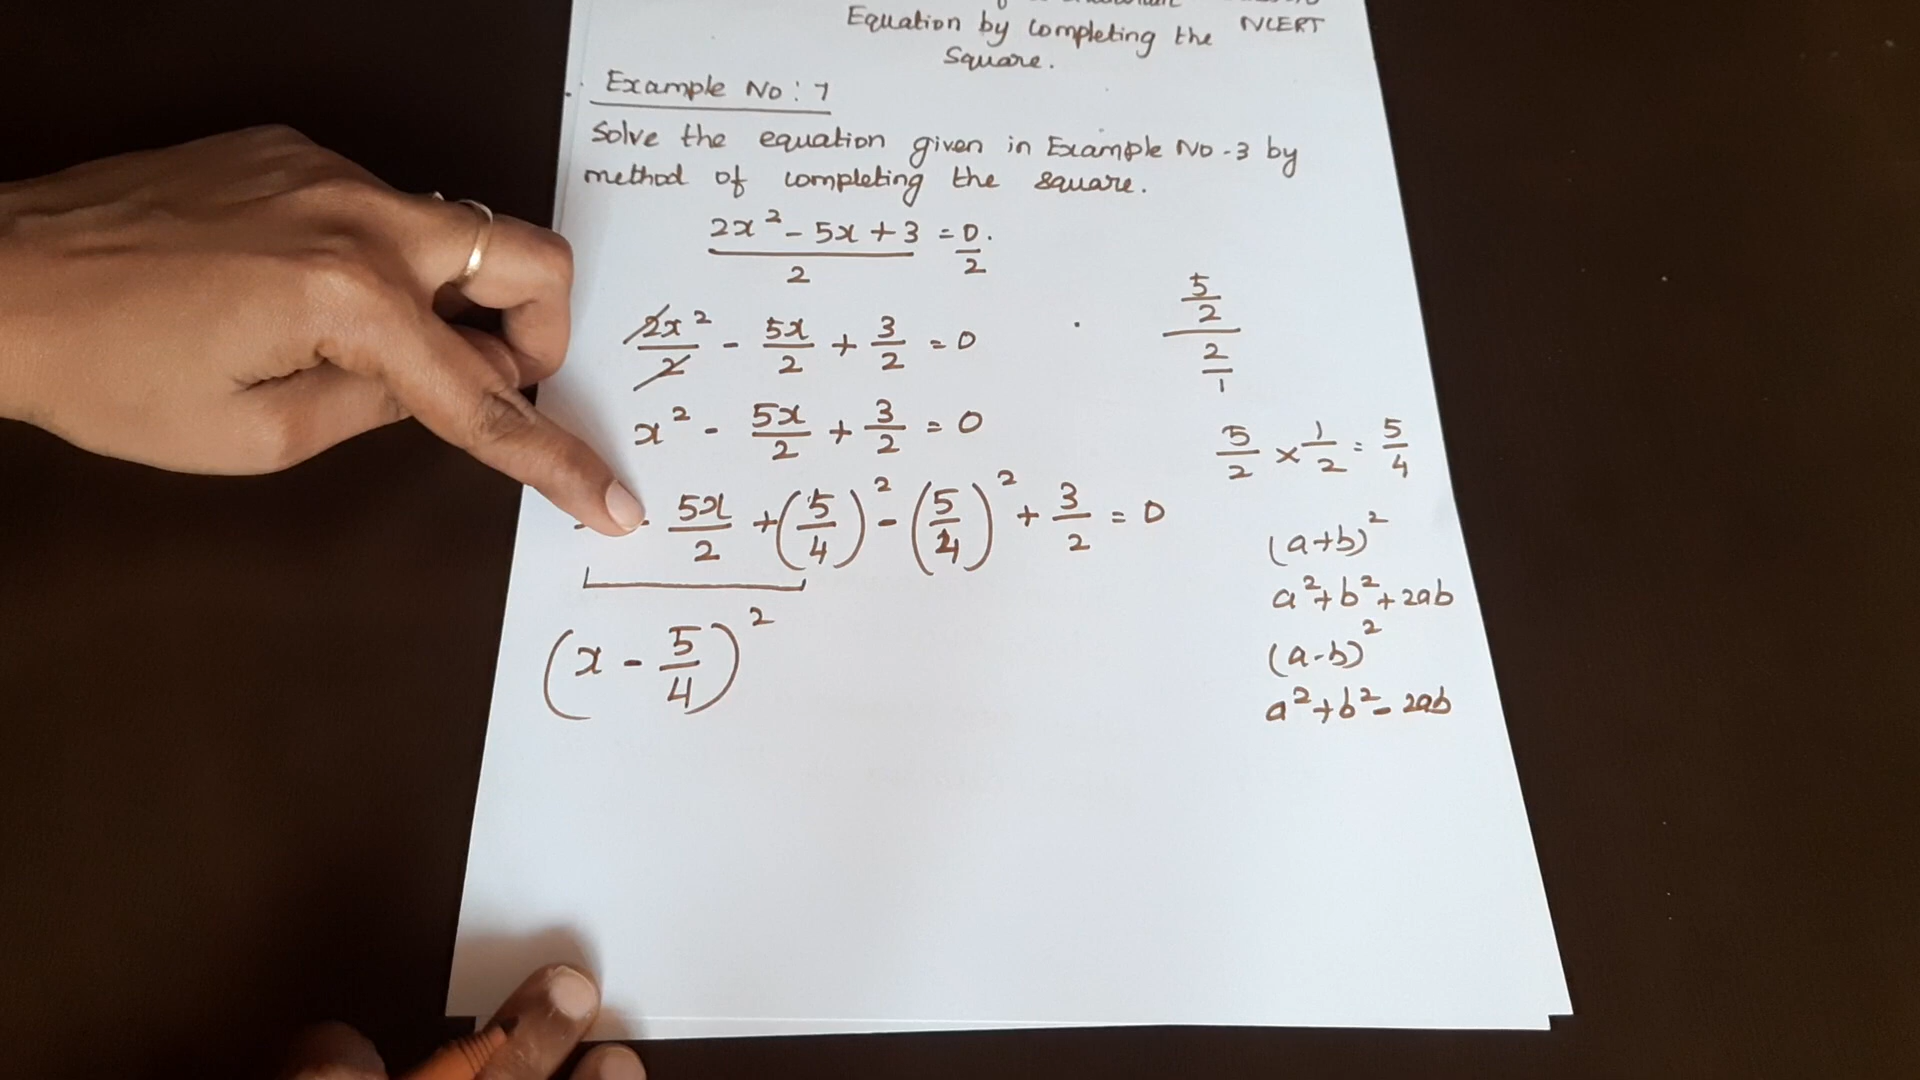 Equation by completing the NCERT
Square.
Example No: 7
Solve the equation given in Example No-3 by
method of completing the square.
2x² - 5x + 3 = 0.
2 2
2x²/2 - 5x/2 + 3/2 = 0
x² - 5x/2 + 3/2 = 0
- 5x/2 + (5/4)² - (5/4)² + 3/2 = 0
(x - 5/4)²
5/2
2/1
5/2 × 1/2 = 5/4
(a+b)²
a²+b²+2ab
(a-b)²
a²+b²-2ab